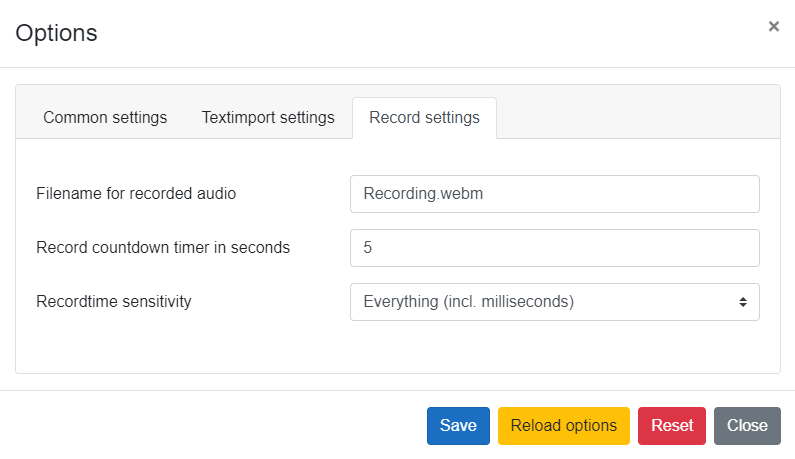 Options
×
Common settings Textimport settings Record settings
Filename for recorded audio Recording.webm
Record countdown timer in seconds 5
Recordtime sensitivity Everything (incl. milliseconds)
Save Reload options Reset Close